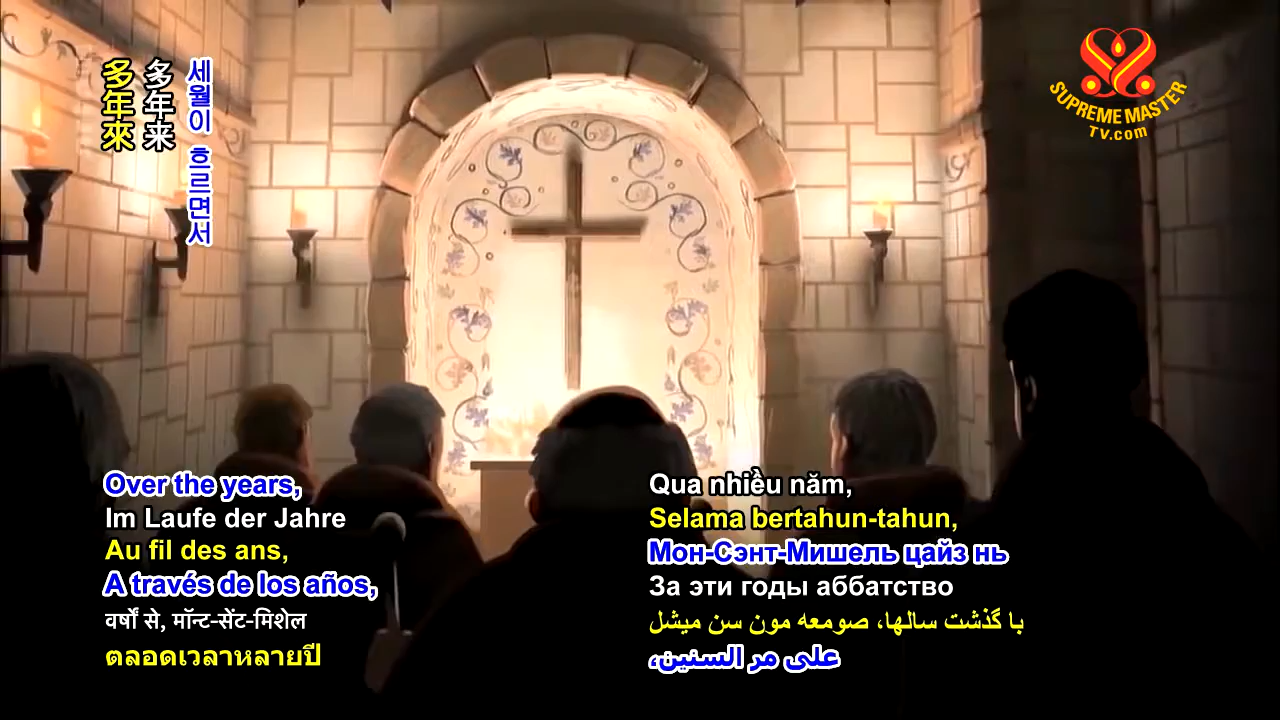 多年來
多年来
세월이 흐르면서
SUPREME MASTER
TV.com
Over the years,
Im Laufe der Jahre
Au fil des ans,
A través de los años,
वर्षों से, मॉन्ट-सेंट-मिशेल
ตลอดเวลาหลายปี
Qua nhiều năm,
Selama bertahun-tahun,
Мон-Сэнт-Мишель цайз нь
За эти годы аббатство
با گذشت سالها، صومعه مون سن میشل
على مر السنين،